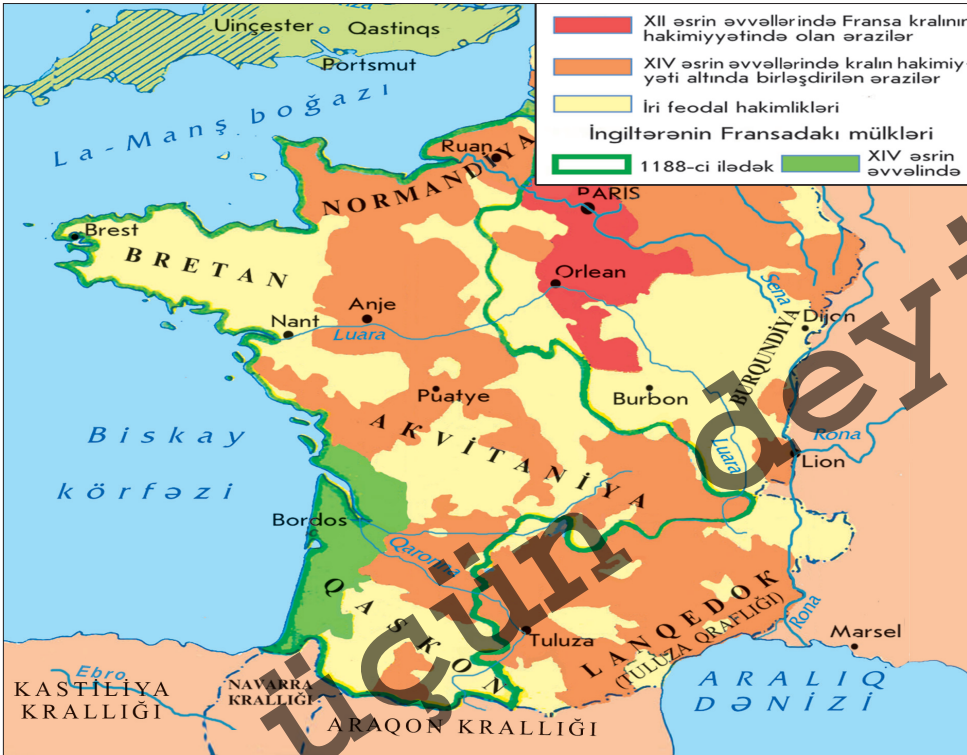 Uinçester
Qastinqs
Portsmut
XII əsrin əvvəllərində Fransa kralının
hakimiyyətində olan ərazilər
XIV əsrin əvvəllərində kralın hakimiy-
yəti altında birləşdirilən ərazilər
İri feodal hakimlikləri
İngiltərənin Fransadakı mülkləri
1188-ci ilədək
XIV əsrin
əvvəlində
La-Manş boğazı
Ruan
NORMANDİYA
PARİS
Brest
BRETAN
Orlean
Sena
Anje
Nant
Luara
Dijon
BURQUNDİYA
Puatye
Burbon
AKVİTANİYA
Biskay
körfəzi
Luara
Rona
Lion
Bordos
Qaronna
QASKON
Tuluza
LANQEDOK
(TULUZA QRAFLIĞI)
Rona
Marsel
Ebro
KASTİLİYA
KRALLIĞI
NAVARRA
KRALLIĞI
ARAQON KRALLIĞI
ARALIQ
DƏNİZİ
üçün dey